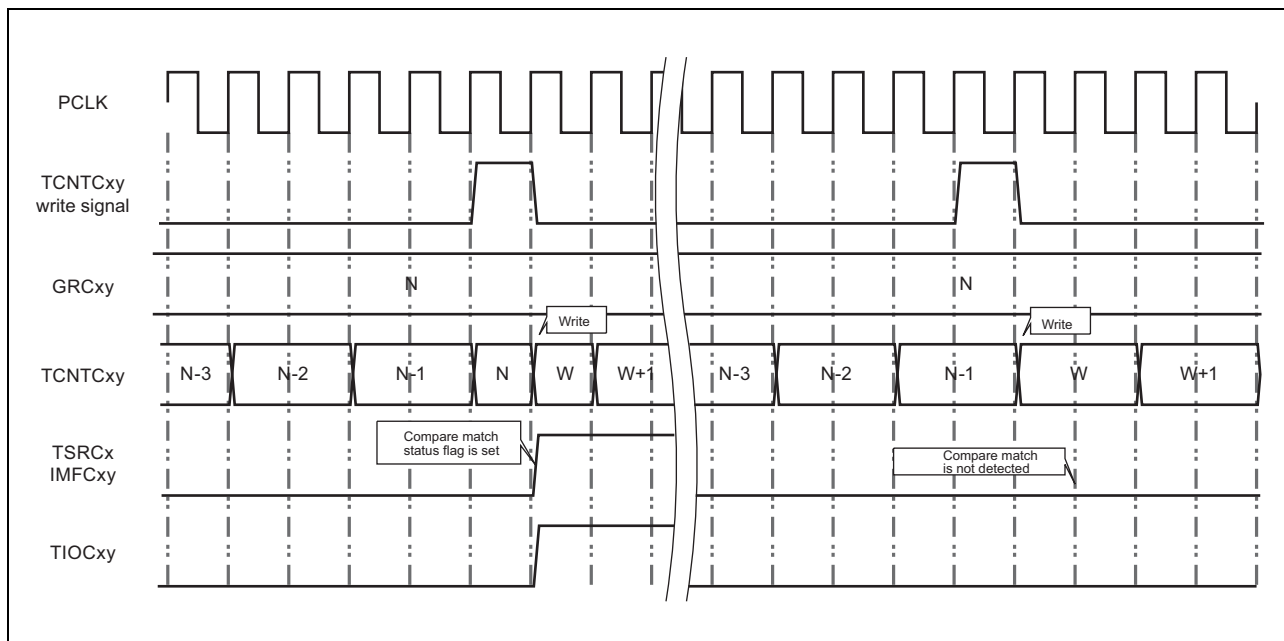 PCLK
TCNTCxy
write signal
GRCxy
N
N
Write
Write
TCNTCxy
N-3
N-2
N-1
N
W
W+1
N-3
N-2
N-1
W
W+1
Compare match
status flag is set
Compare match
is not detected
TSRCx
IMFCxy
TIOCxy